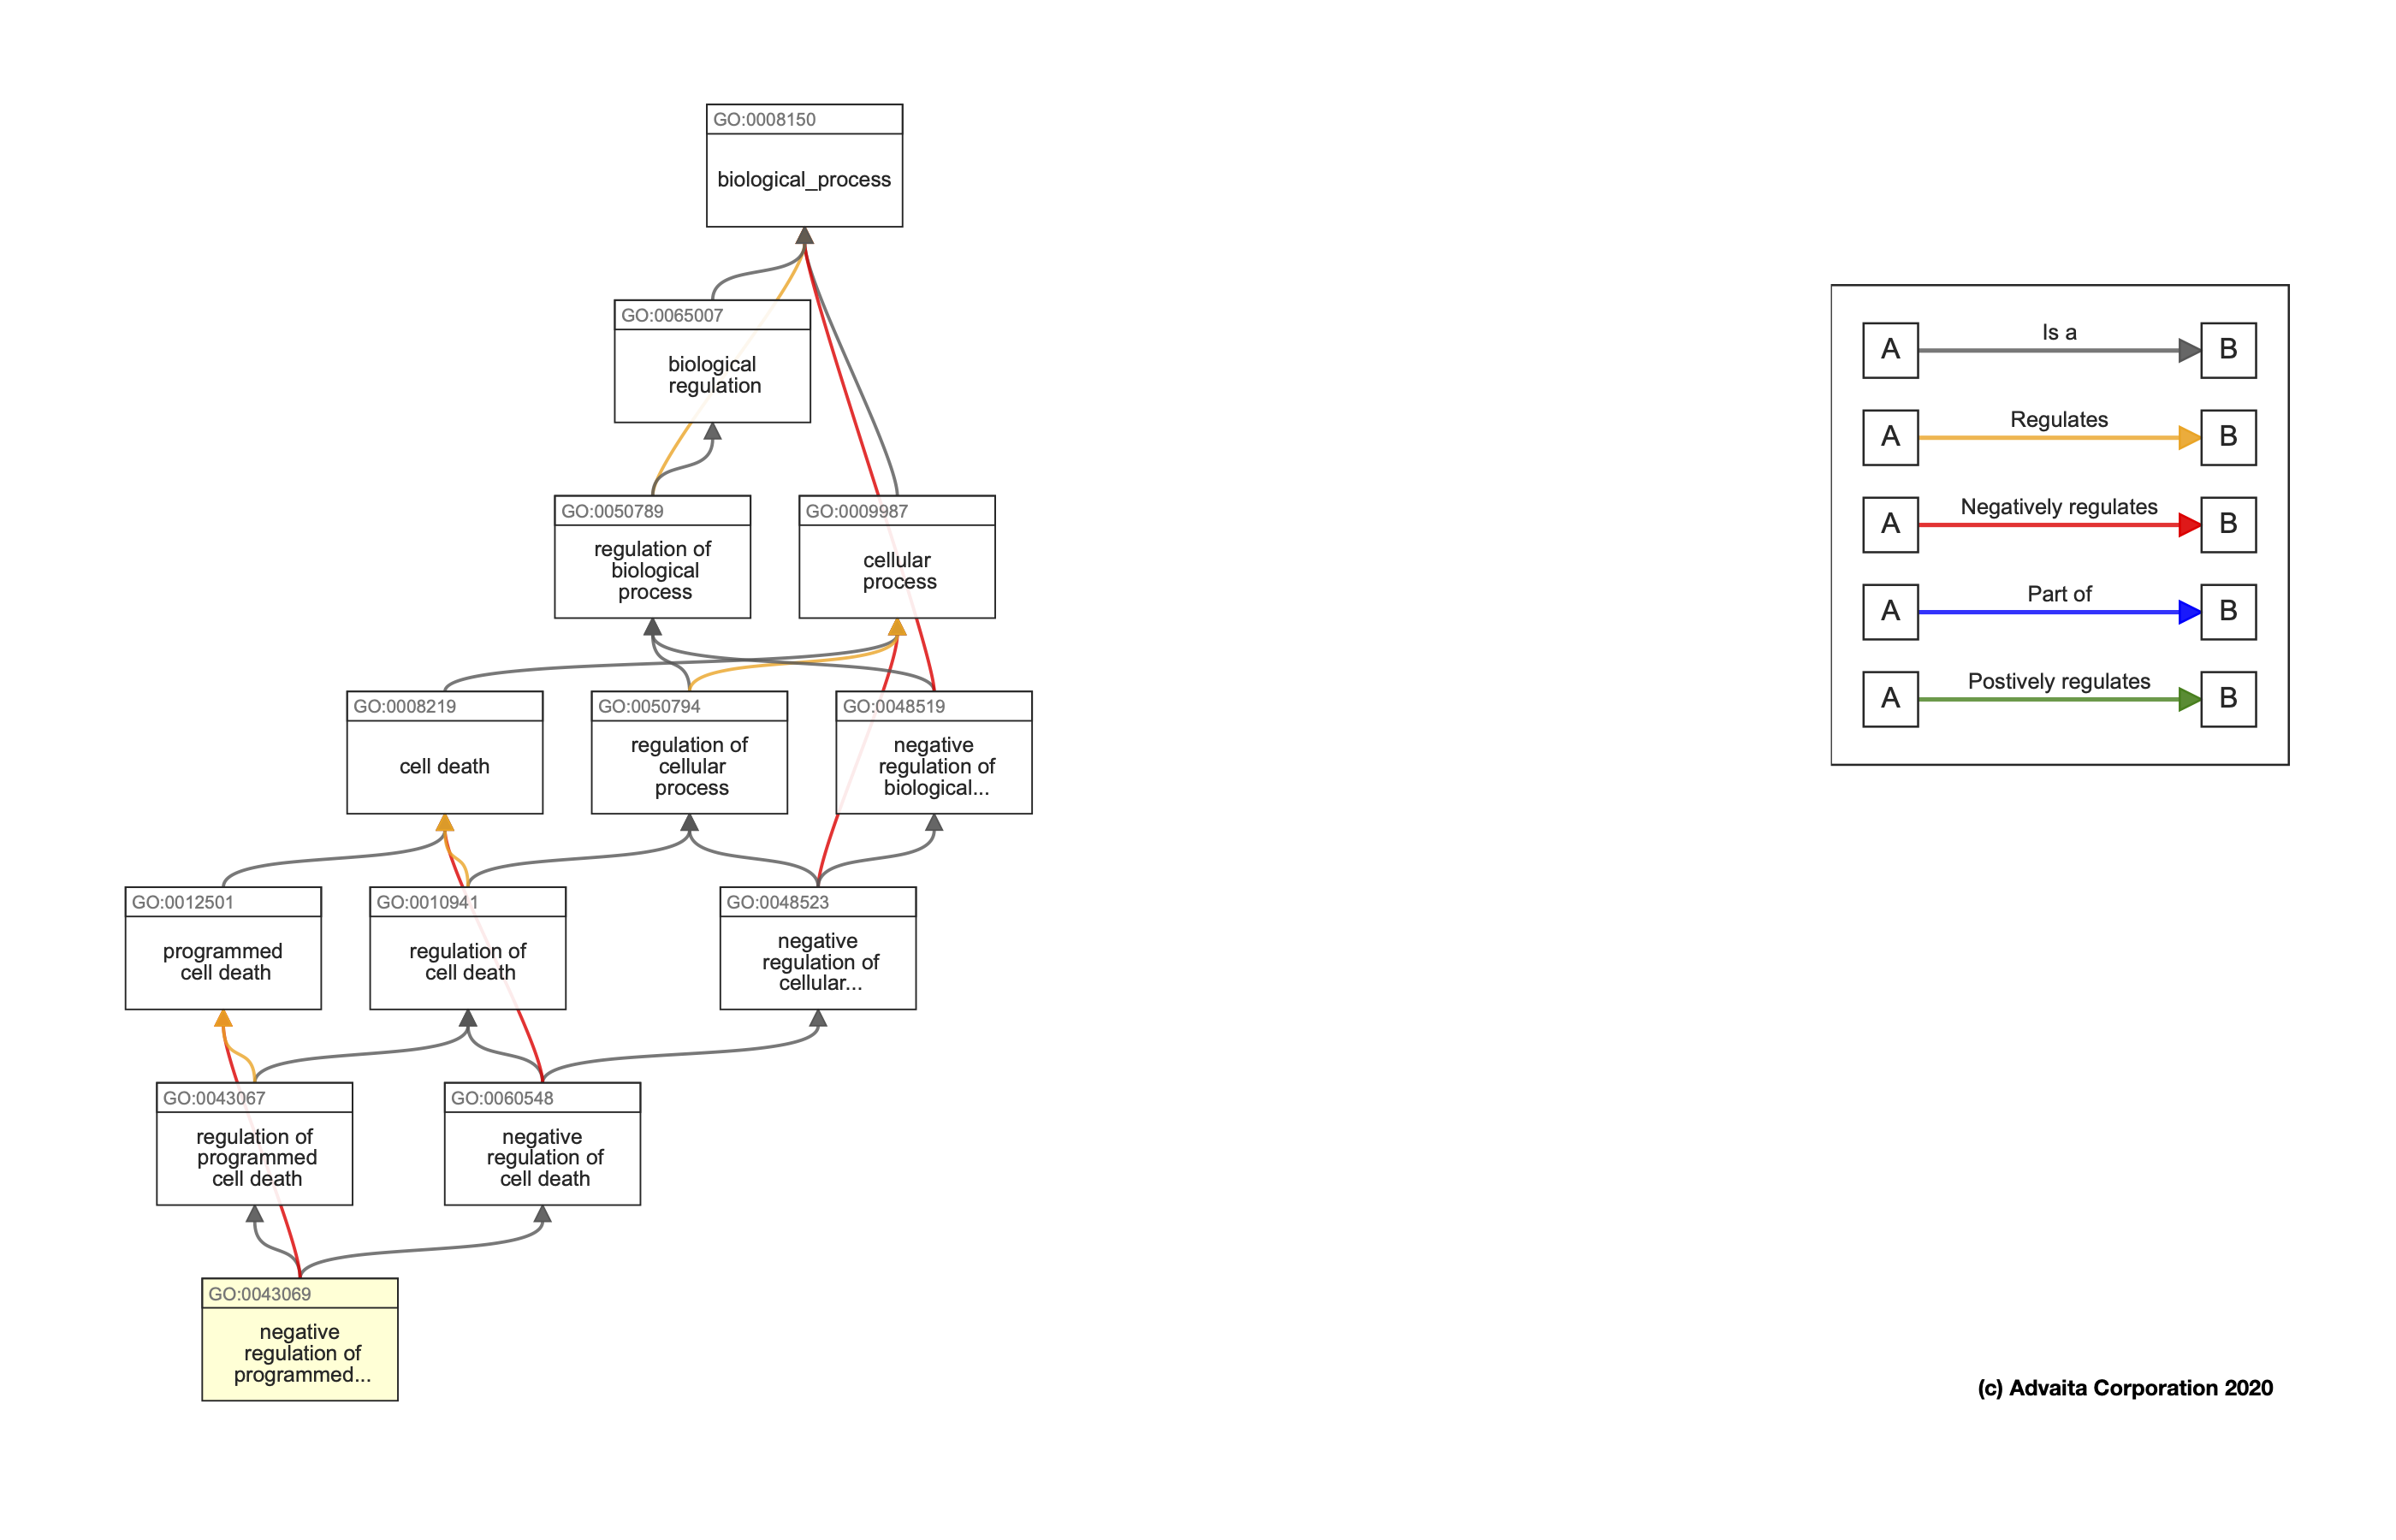 GO:0008150
biological_process
GO:0065007
biological
regulation
GO:0050789
regulation of
biological
process
GO:0009987
cellular
process
GO:0008219
cell death
GO:0050794
regulation of
cellular
process
GO:0048519
negative
regulation of
biological...
GO:0012501
programmed
cell death
GO:0010941
regulation of
cell death
GO:0048523
negative
regulation of
cellular...
GO:0043067
regulation of
programmed
cell death
GO:0060548
negative
regulation of
cell death
GO:0043069
negative
regulation of
programmed...
A Is a B
A Regulates B
A Negatively regulates B
A Part of B
A Postively regulates B
(c) Advaita Corporation 2020